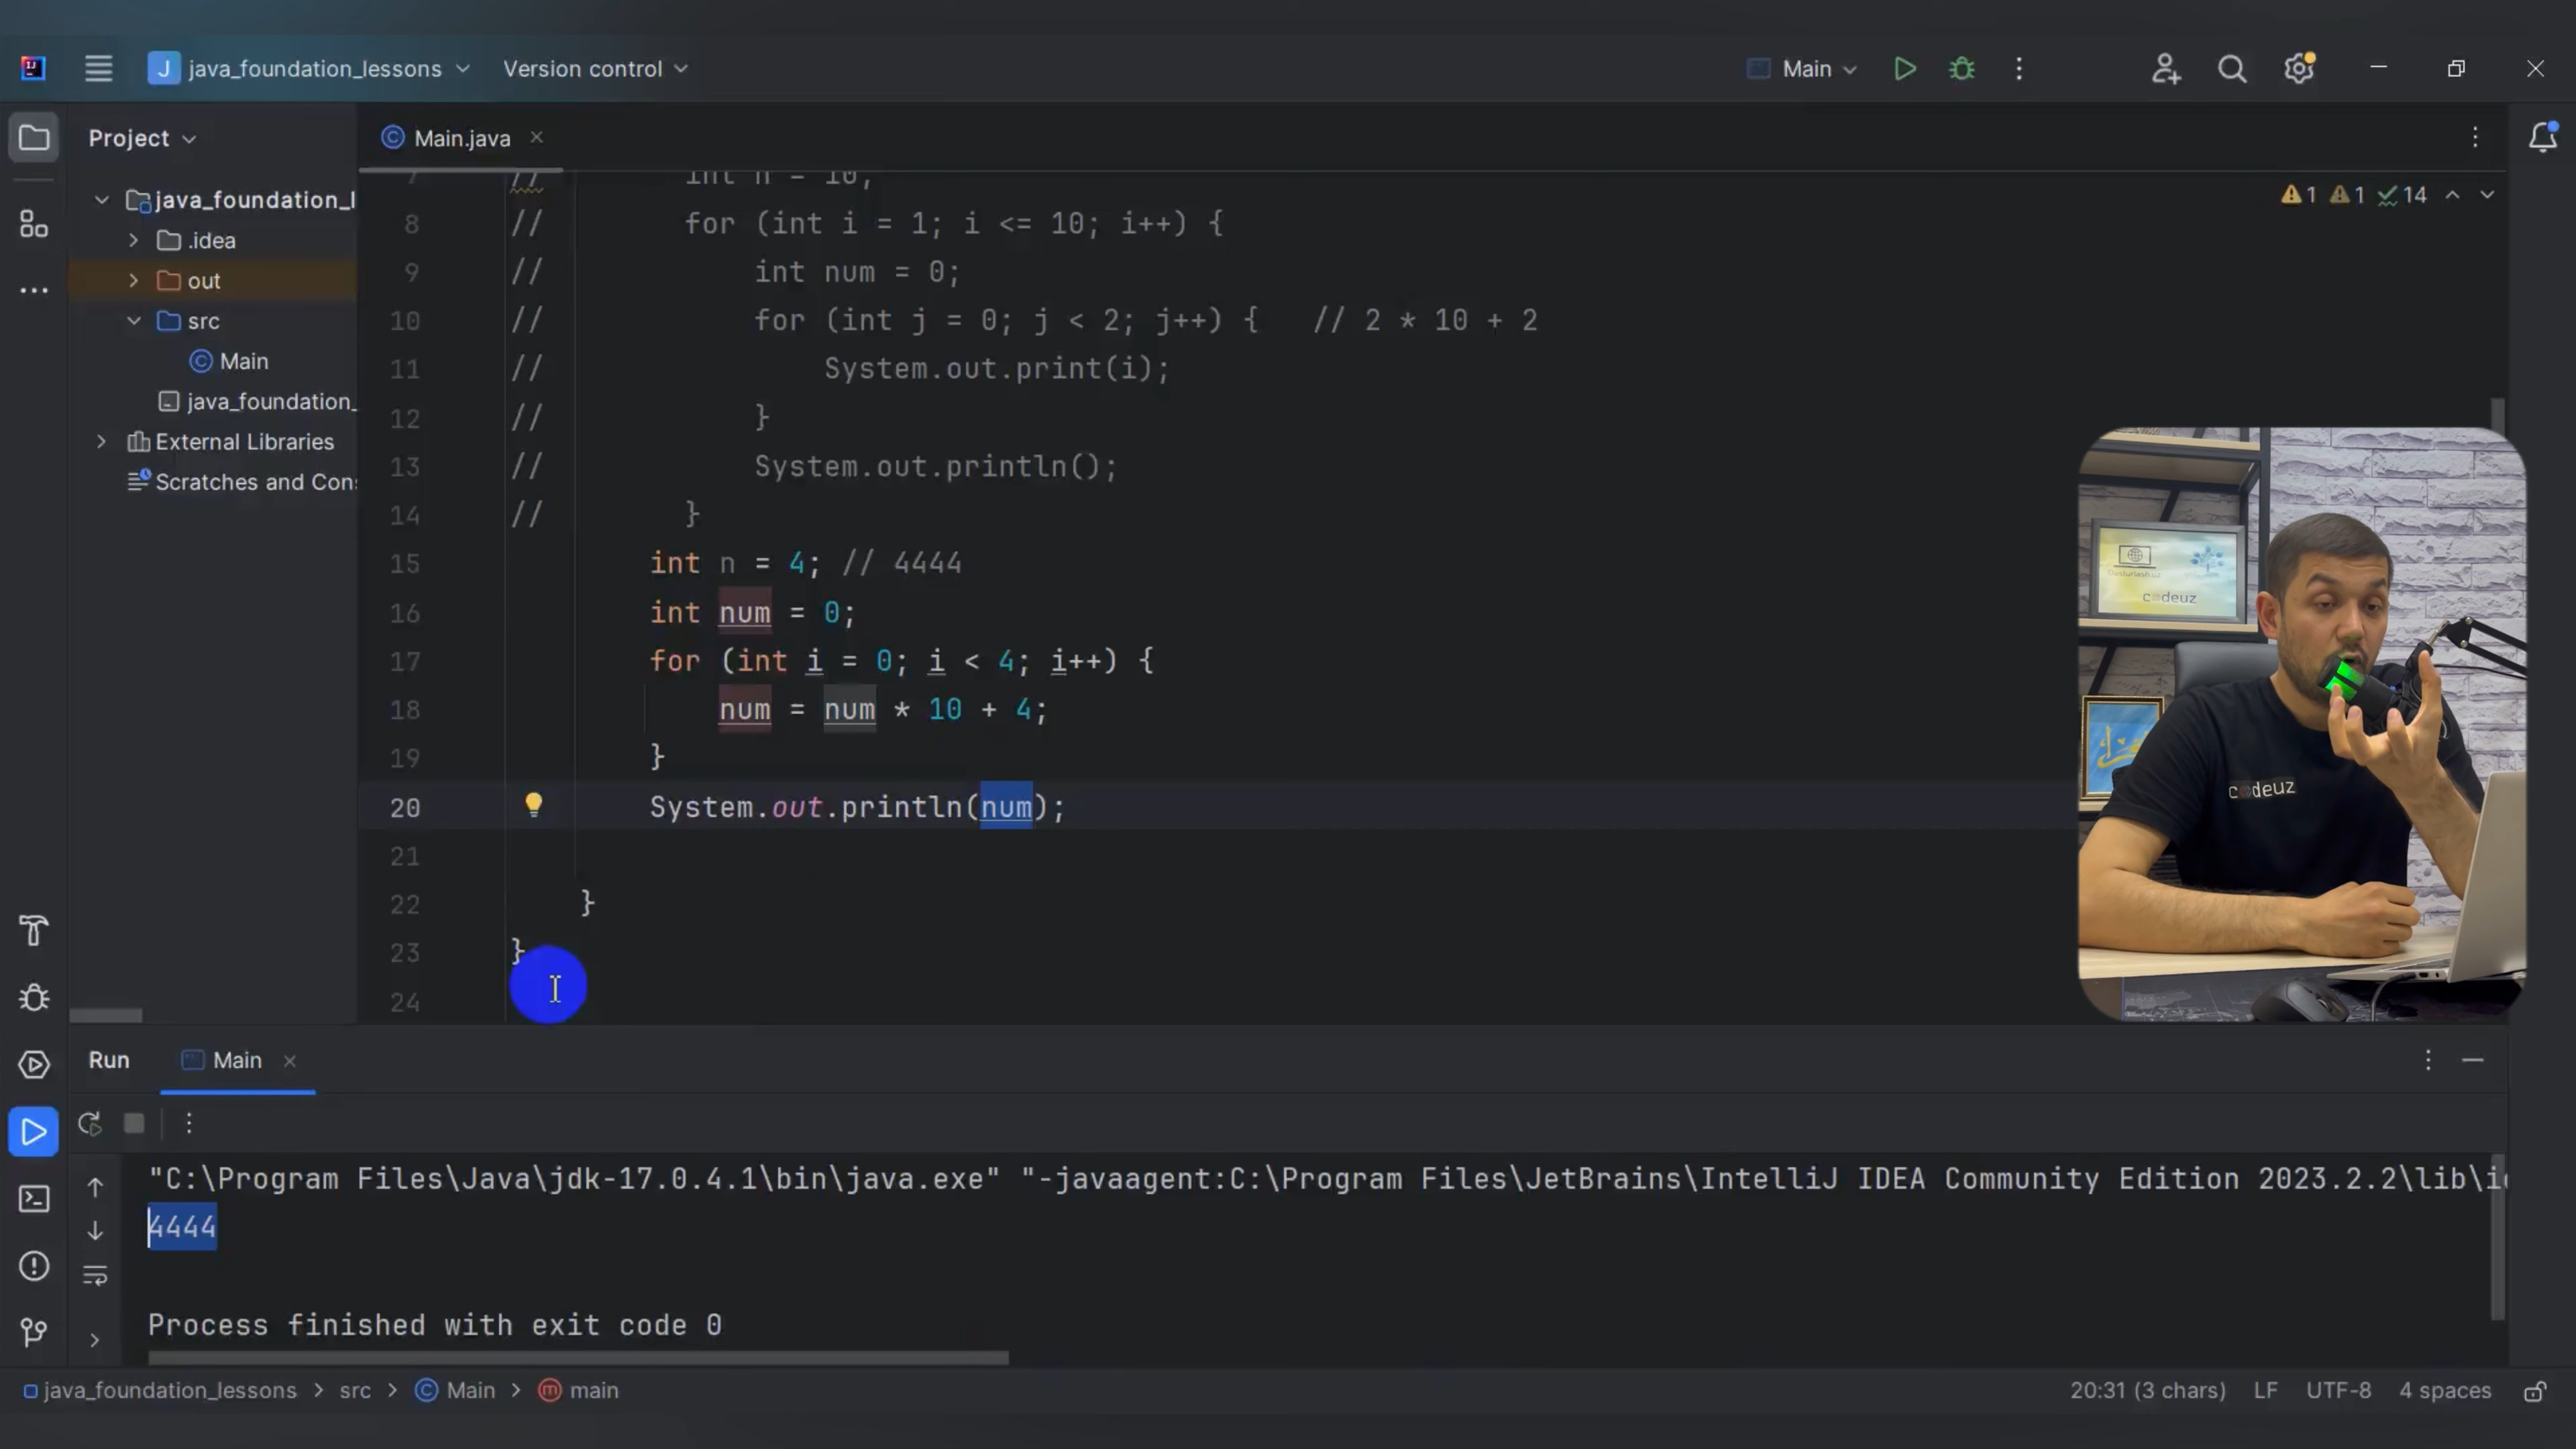 java_foundation_lessons
Version control
Main
Project
Main.java
java_foundation_l
.idea
out
src
Main
java_foundation_
External Libraries
Scratches and Con
1 1 14
7 // int n = 10;
8 // for (int i = 1; i <= 10; i++) {
9 // int num = 0;
10 // for (int j = 0; j < 2; j++) { // 2 * 10 + 2
11 // System.out.print(i);
12 // }
13 // System.out.println();
14 // }
15 int n = 4; // 4444
16 int num = 0;
17 for (int i = 0; i < 4; i++) {
18 num = num * 10 + 4;
19 }
20 System.out.println(num);
21
22 }
23 }
24
codeuz
codeuz
Run
Main
"C:\Program Files\Java\jdk-17.0.4.1\bin\java.exe" "-javaagent:C:\Program Files\JetBrains\IntelliJ IDEA Community Edition 2023.2.2\lib\i
4444
Process finished with exit code 0
java_foundation_lessons > src > Main > main
20:31 (3 chars) LF UTF-8 4 spaces